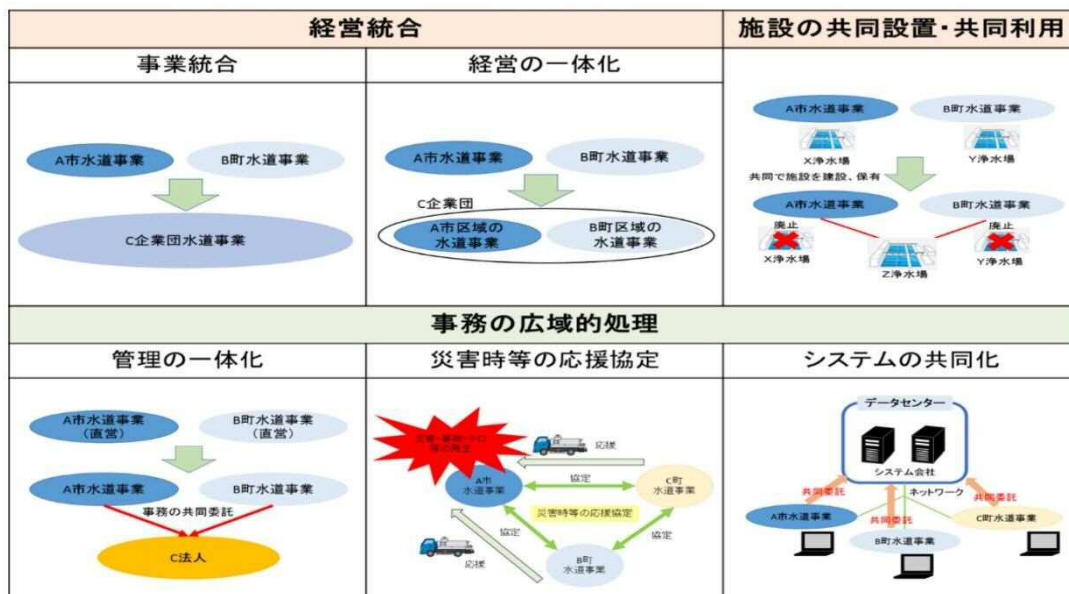 経営統合
施設の共同設置・共同利用
事業統合
経営の一体化
A市水道事業
B町水道事業
C企業団水道事業
A市水道事業
B町水道事業
C企業団
A市区域の
水道事業
B町区域の
水道事業
A市水道事業
B町水道事業
X浄水場
Y浄水場
共同で施設を建設、保有
A市水道事業
B町水道事業
廃止
廃止
X浄水場
Z浄水場
Y浄水場
事務の広域的処理
管理の一体化
災害時等の応援協定
システムの共同化
A市水道事業
(直営)
B町水道事業
(直営)
A市水道事業
B町水道事業
事務の共同委託
C法人
災害・事故・テロ
等の発生
応援
A市
水道事業
協定
C町
水道事業
災害時等の応援協定
協定
協定
応援
B町
水道事業
データセンター
システム会社
ネットワーク
共同委託
共同委託
共同委託
A市水道事業
B町水道事業
C町水道事業